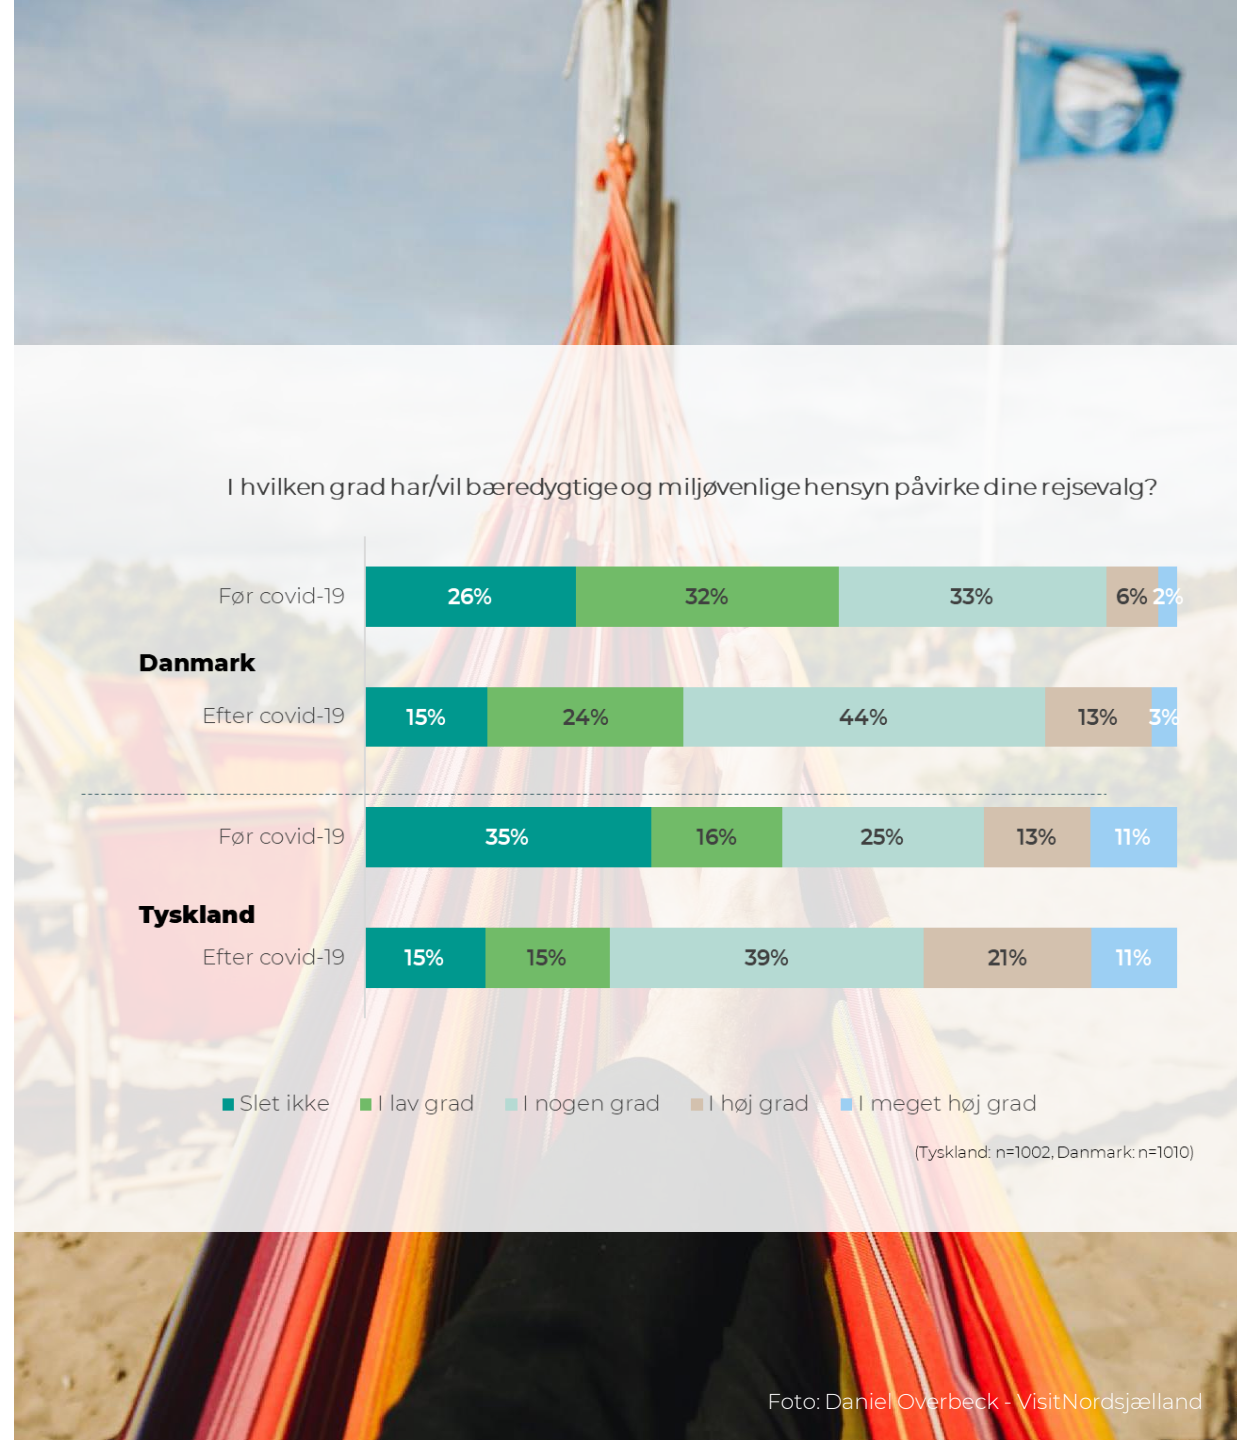 I hvilken grad har/vil bæredygtige og miljøvenlige hensyn påvirke dine rejsevalg?
Før covid-19 26% 32% 33% 6% 2%
Danmark
Efter covid-19 15% 24% 44% 13% 3%
Før covid-19 35% 16% 25% 13% 11%
Tyskland
Efter covid-19 15% 15% 39% 21% 11%
Slet ikke I lav grad I nogen grad I høj grad I meget høj grad
(Tyskland: n=1002, Danmark: n=1010)
Foto: Daniel Overbeck - VisitNordsjælland